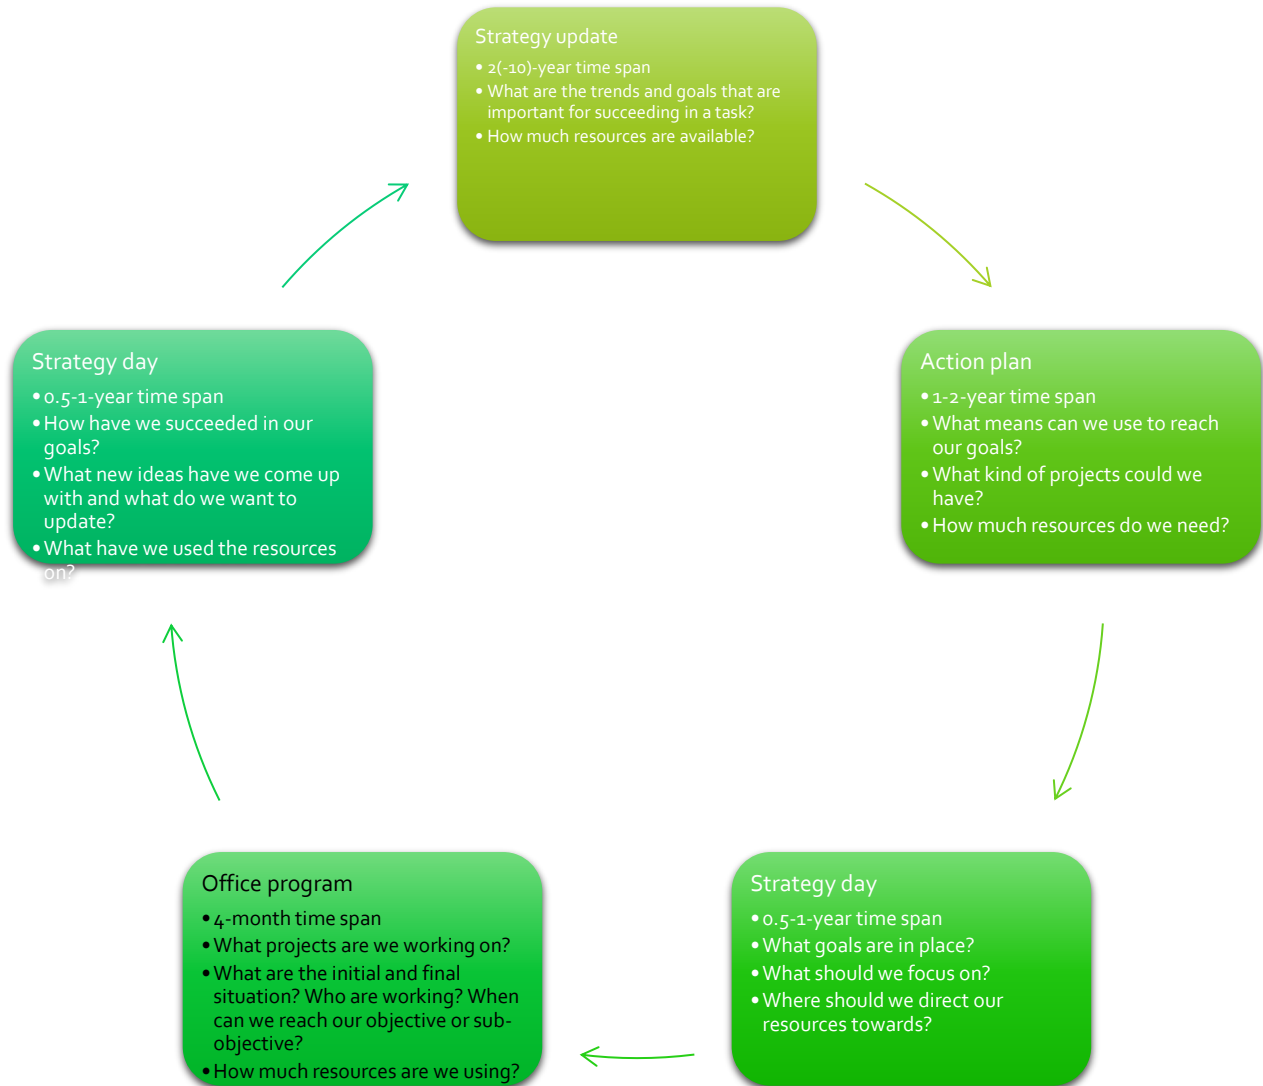 Strategy update
• 2(-10)-year time span
• What are the trends and goals that are
important for succeeding in a task?
• How much resources are available?
Action plan
• 1-2-year time span
• What means can we use to reach
our goals?
• What kind of projects could we
have?
• How much resources do we need?
Strategy day
• 0.5-1-year time span
• What goals are in place?
• What should we focus on?
• Where should we direct our
resources towards?
Office program
• 4-month time span
• What projects are we working on?
• What are the initial and final
situation? Who are working? When
can we reach our objective or sub-
objective?
• How much resources are we using?
Strategy day
• 0.5-1-year time span
• How have we succeeded in our
goals?
• What new ideas have we come up
with and what do we want to
update?
• What have we used the resources
on?